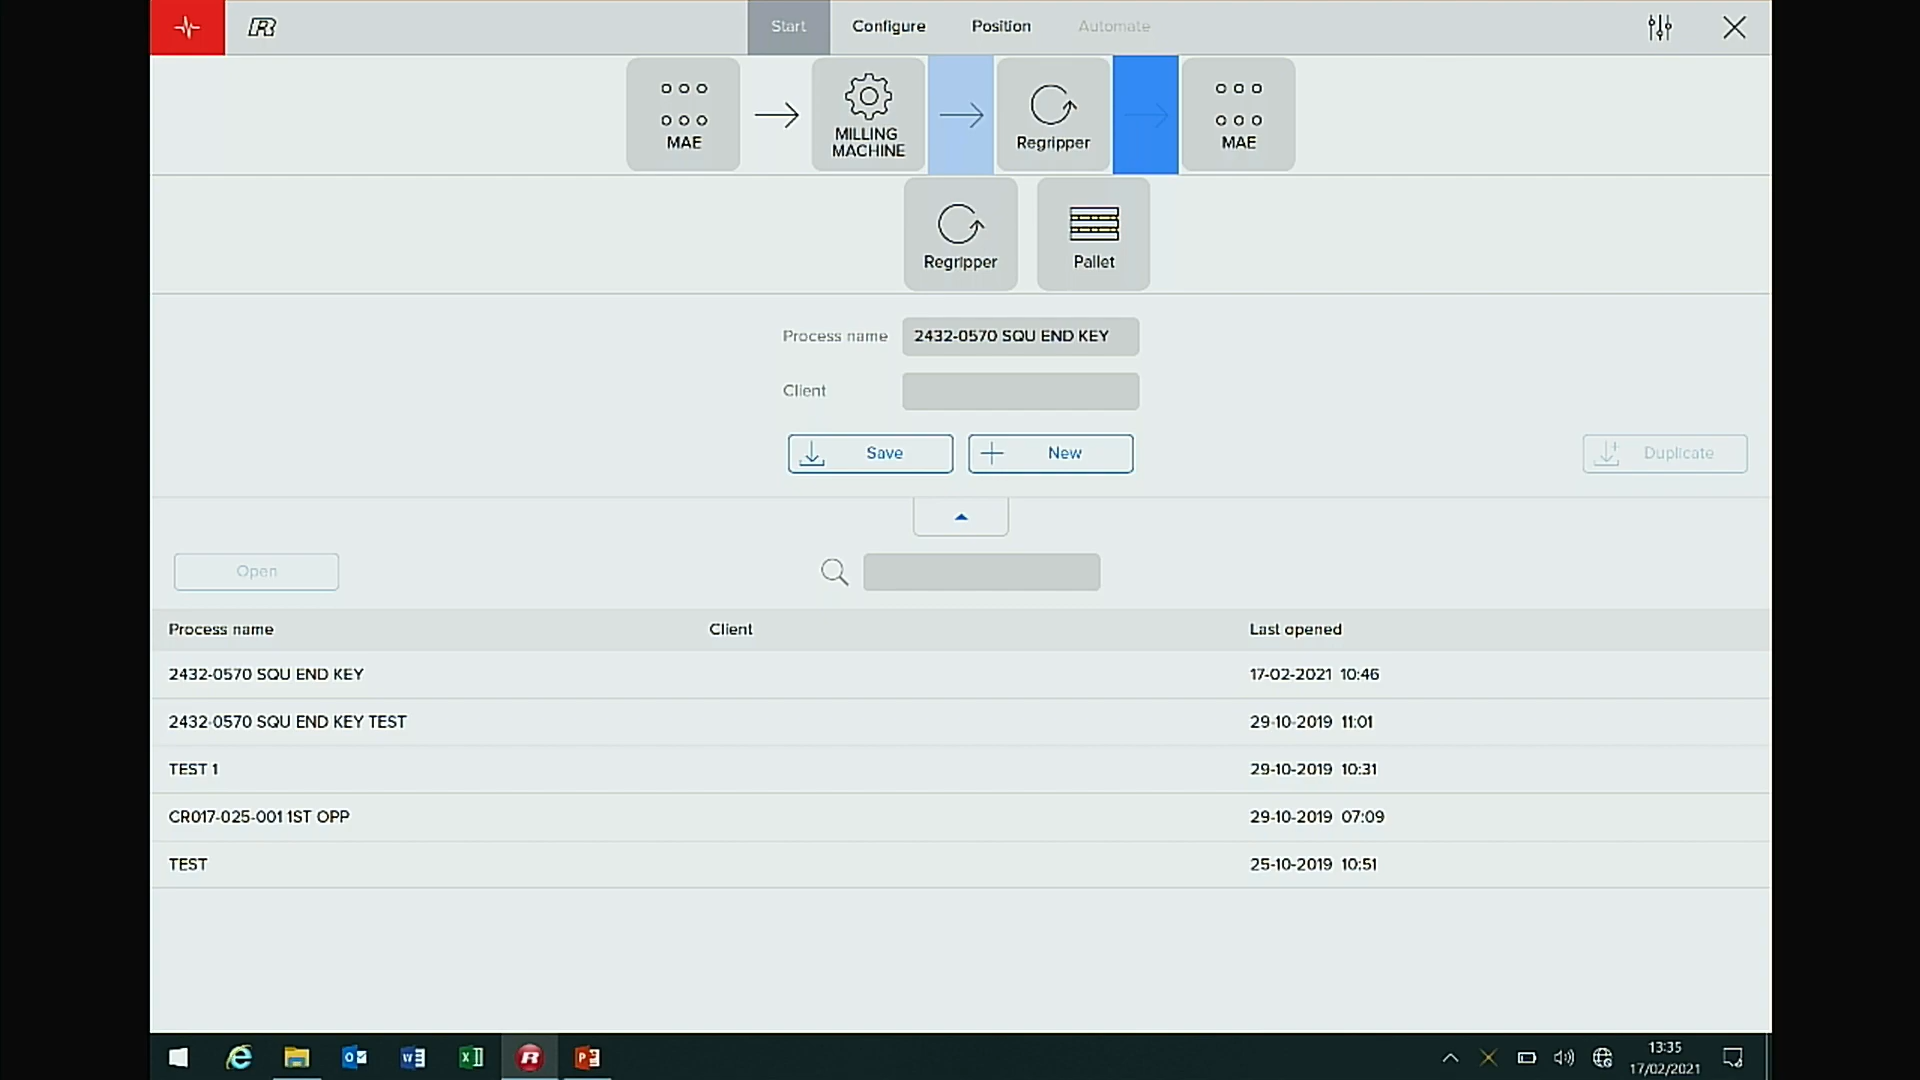 Start Configure Position Automate
MAE
MILLING
MACHINE
Regripper
MAE
Regripper
Pallet
Process name 2432-0570 SQU END KEY
Client
Save New Duplicate
Open
Process name Client Last opened
2432-0570 SQU END KEY 17-02-2021 10:46
2432-0570 SQU END KEY TEST 29-10-2019 11:01
TEST 1 29-10-2019 10:31
CR017-025-001 1ST OPP 29-10-2019 07:09
TEST 25-10-2019 10:51
13:35
17/02/2021